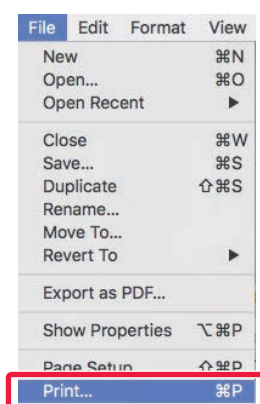 File Edit Format View
New ⌘N
Open... ⌘O
Open Recent ▶
Close ⌘W
Save... ⌘S
Duplicate ⇧⌘S
Rename...
Move To...
Revert To ▶
Export as PDF...
Show Properties ⌥⌘P
Page Setup ⇧⌘P
Print... ⌘P